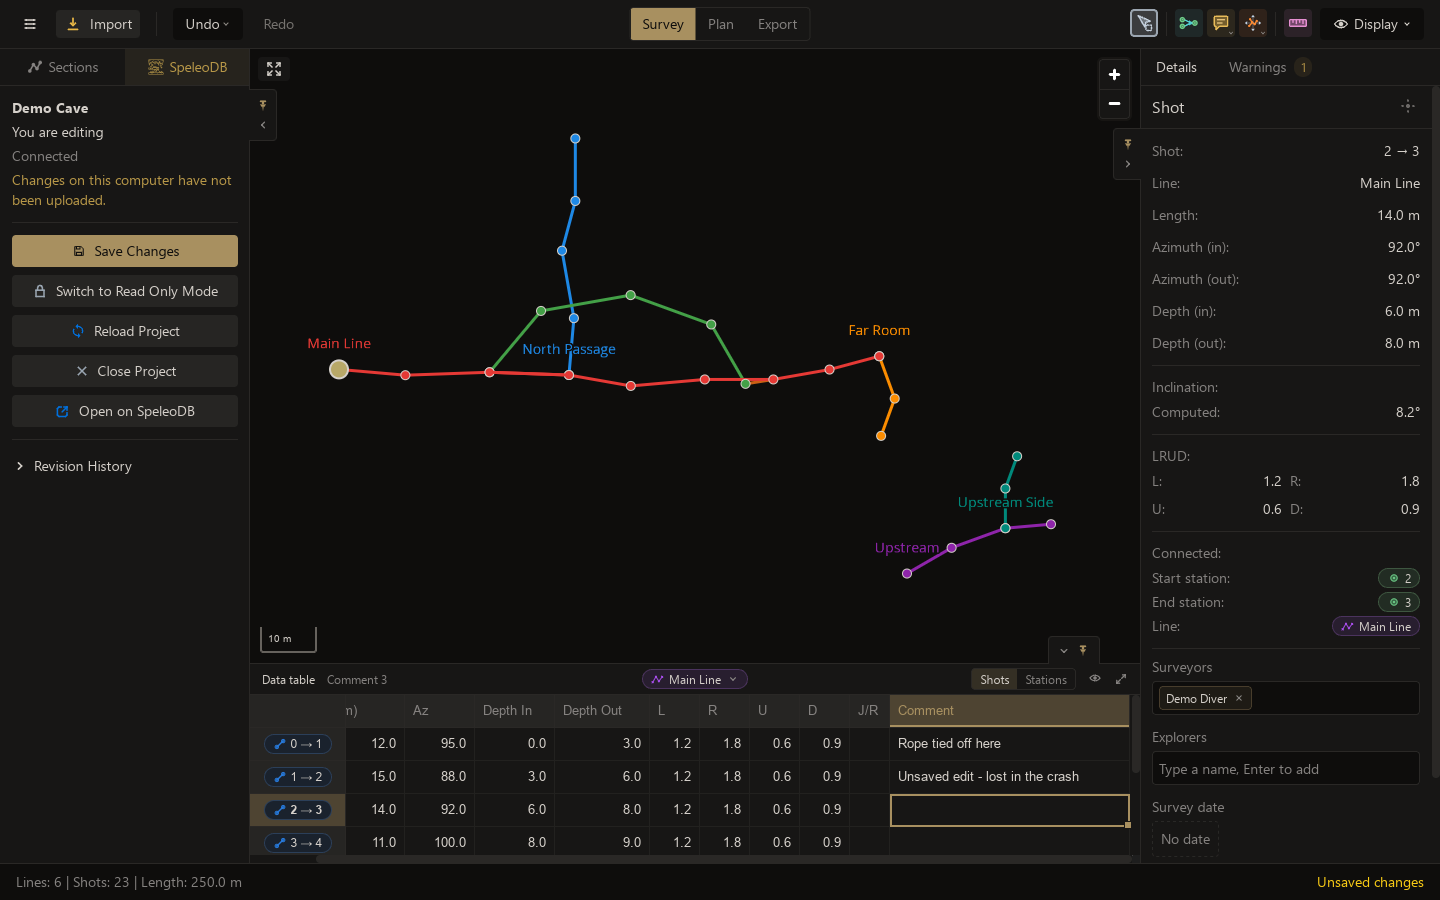 Import
Undo
Redo
Survey
Plan
Export
Display
Sections
SpeleoDB
Demo Cave
You are editing
Connected
Changes on this computer have not
been uploaded.
Save Changes
Switch to Read Only Mode
Reload Project
Close Project
Open on SpeleoDB
Revision History
Main Line
North Passage
Far Room
Upstream Side
Upstream
10 m
Details
Warnings 1
Shot
Shot: 2 → 3
Line: Main Line
Length: 14.0 m
Azimuth (in): 92.0°
Azimuth (out): 92.0°
Depth (in): 6.0 m
Depth (out): 8.0 m
Inclination:
Computed: 8.2°
LRUD:
L: 1.2 R: 1.8
U: 0.6 D: 0.9
Connected:
Start station: 2
End station: 3
Line: Main Line
Surveyors
Demo Diver ×
Explorers
Type a name, Enter to add
Survey date
No date
Data table Comment 3
Main Line
Shots Stations
m) Az Depth In Depth Out L R U D J/R Comment
0 → 1 12.0 95.0 0.0 3.0 1.2 1.8 0.6 0.9 Rope tied off here
1 → 2 15.0 88.0 3.0 6.0 1.2 1.8 0.6 0.9 Unsaved edit - lost in the crash
2 → 3 14.0 92.0 6.0 8.0 1.2 1.8 0.6 0.9
3 → 4 11.0 100.0 8.0 9.0 1.2 1.8 0.6 0.9
Lines: 6 | Shots: 23 | Length: 250.0 m
Unsaved changes